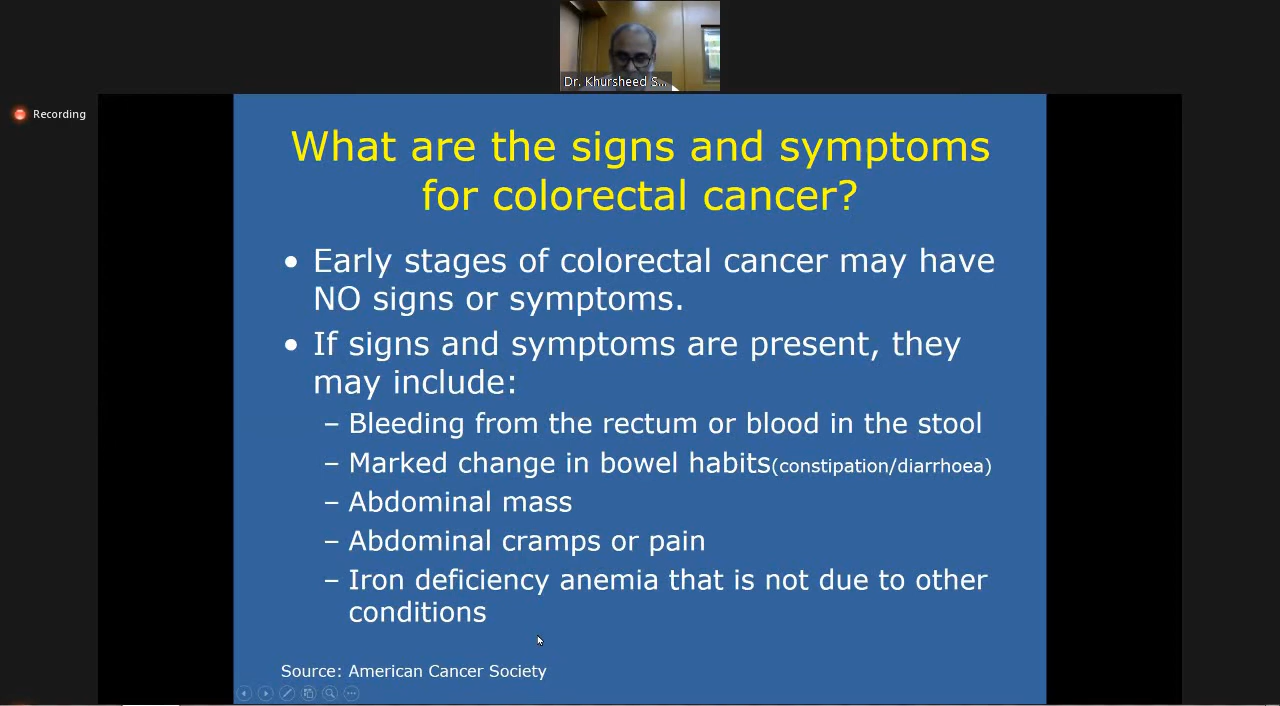 Dr. Khursheed S...
Recording
What are the signs and symptoms
for colorectal cancer?
• Early stages of colorectal cancer may have
NO signs or symptoms.
• If signs and symptoms are present, they
may include:
– Bleeding from the rectum or blood in the stool
– Marked change in bowel habits(constipation/diarrhoea)
– Abdominal mass
– Abdominal cramps or pain
– Iron deficiency anemia that is not due to other
conditions
Source: American Cancer Society